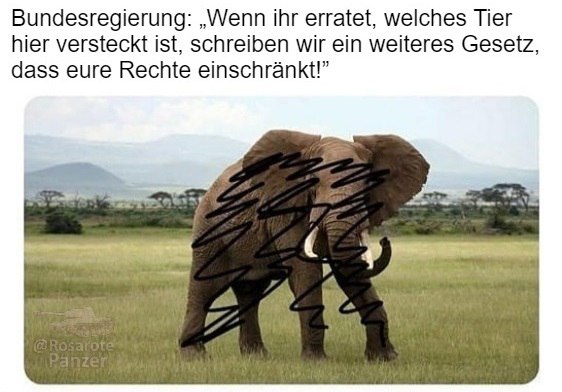 Bundesregierung: „Wenn ihr erratet, welches Tier
hier versteckt ist, schreiben wir ein weiteres Gesetz,
dass eure Rechte einschränkt!”
@Rosarote
Panzer